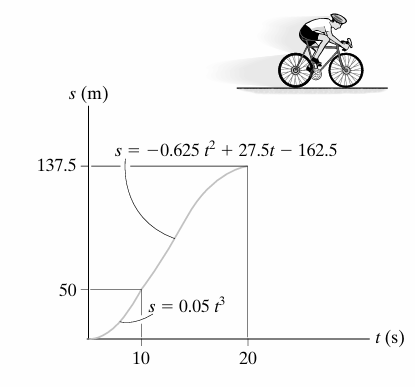 s (m)
s = −0.625 t² + 27.5t − 162.5
137.5
50
s = 0.05 t³
t (s)
10
20